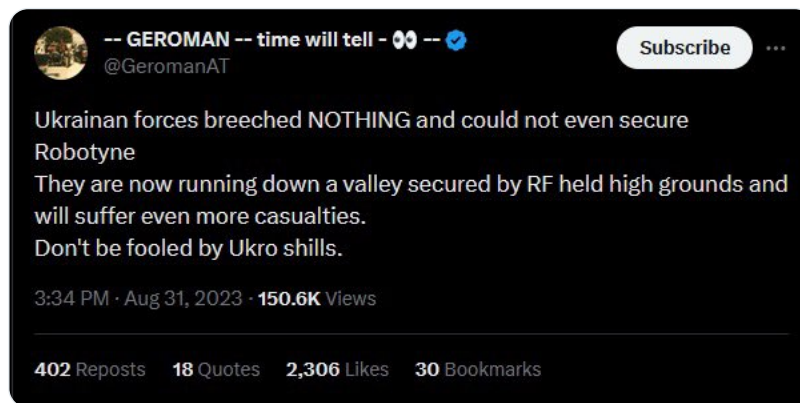 -- GEROMAN -- time will tell - 👀 --
@GeromanAT
Subscribe
Ukrainan forces breeched NOTHING and could not even secure
Robotyne
They are now running down a valley secured by RF held high grounds and
will suffer even more casualties.
Don't be fooled by Ukro shills.
3:34 PM · Aug 31, 2023 · 150.6K Views
402 Reposts 18 Quotes 2,306 Likes 30 Bookmarks